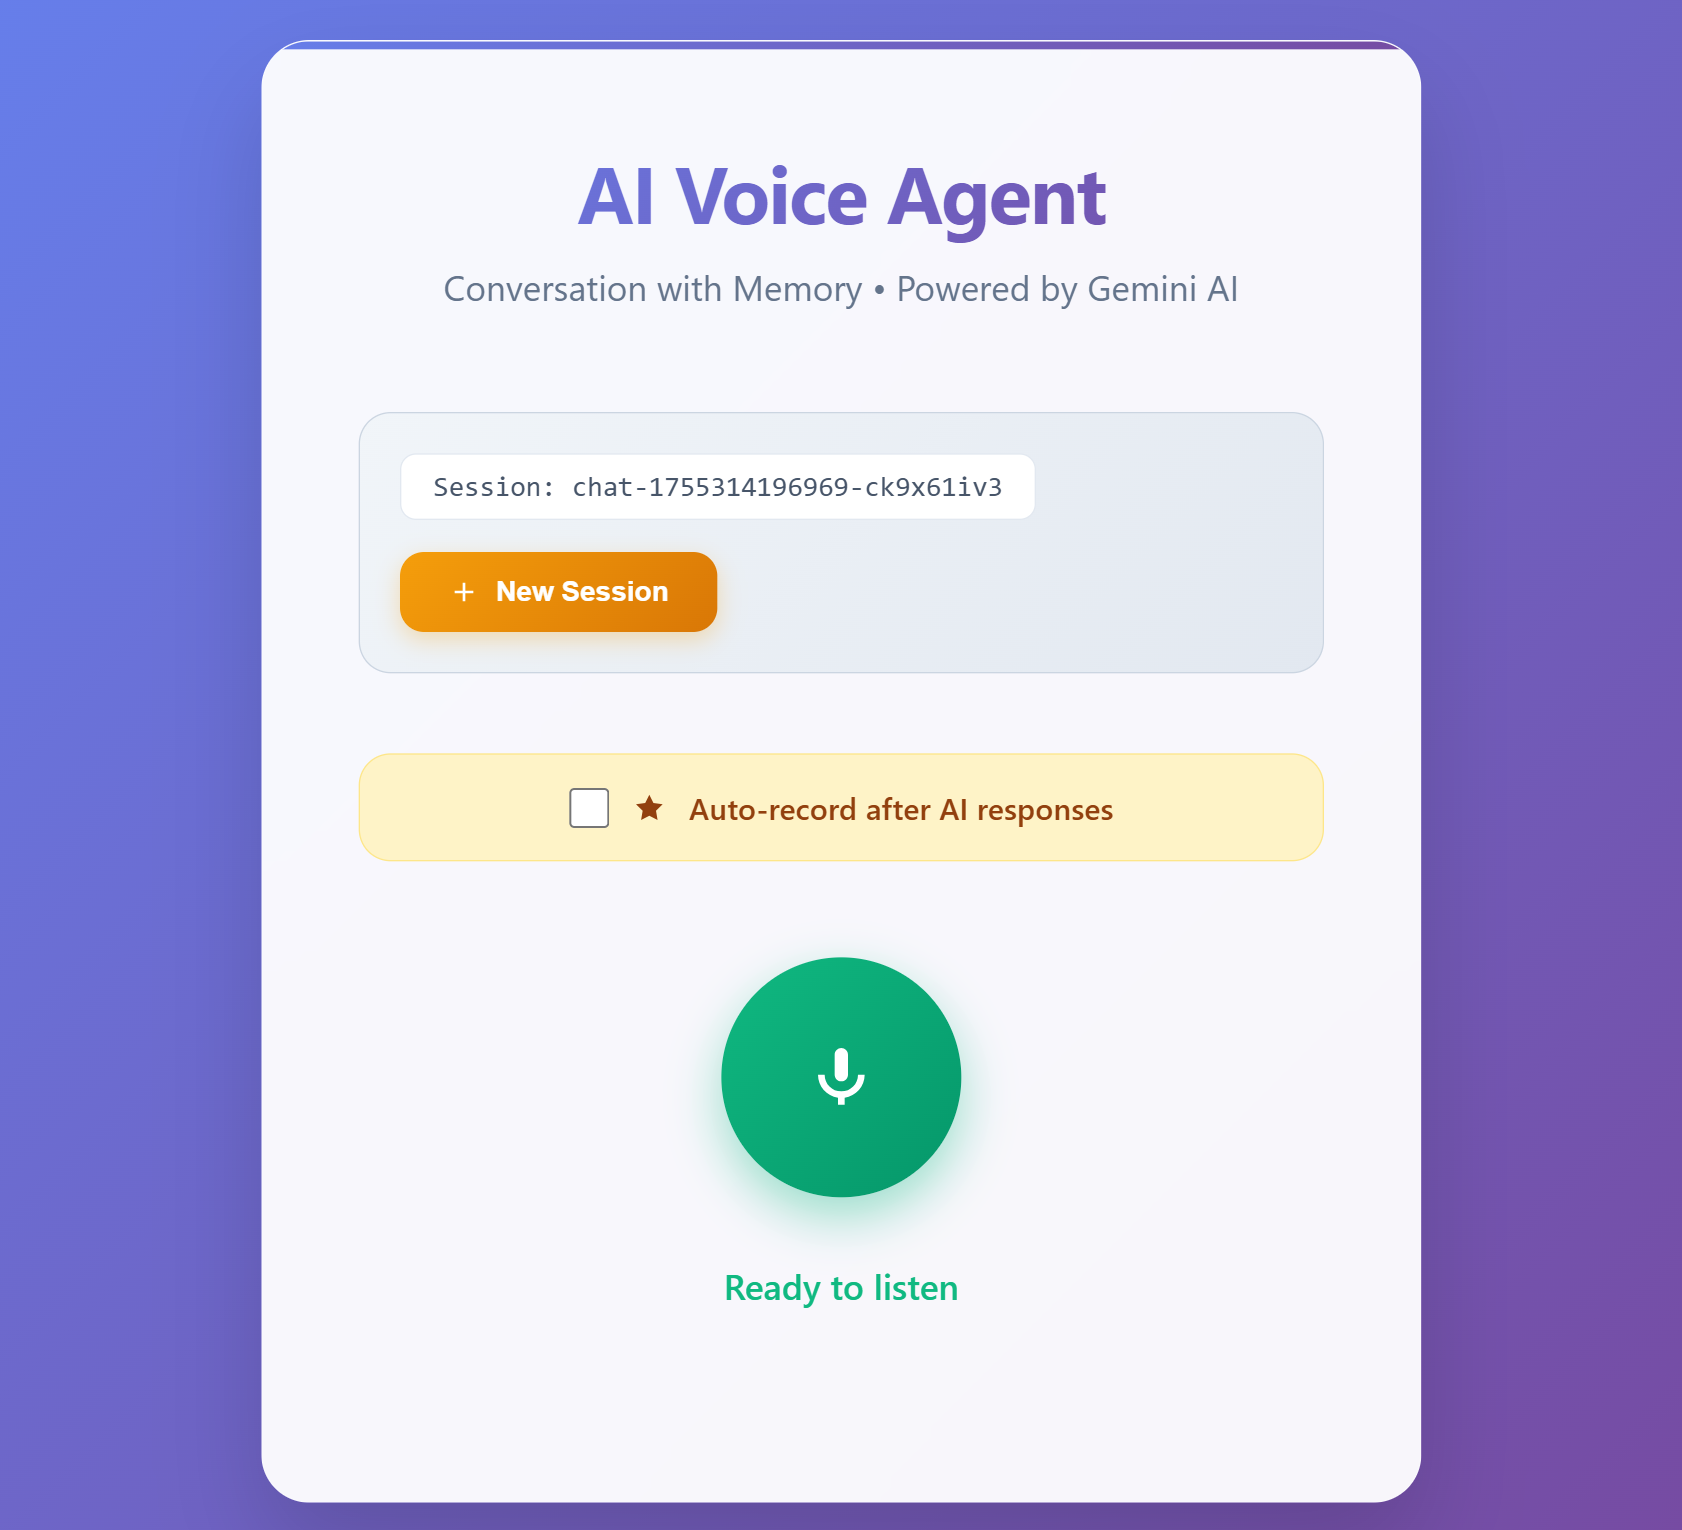 AI Voice Agent
Conversation with Memory • Powered by Gemini AI
Session: chat-1755314196969-ck9x61iv3
+ New Session
Auto-record after AI responses
Ready to listen